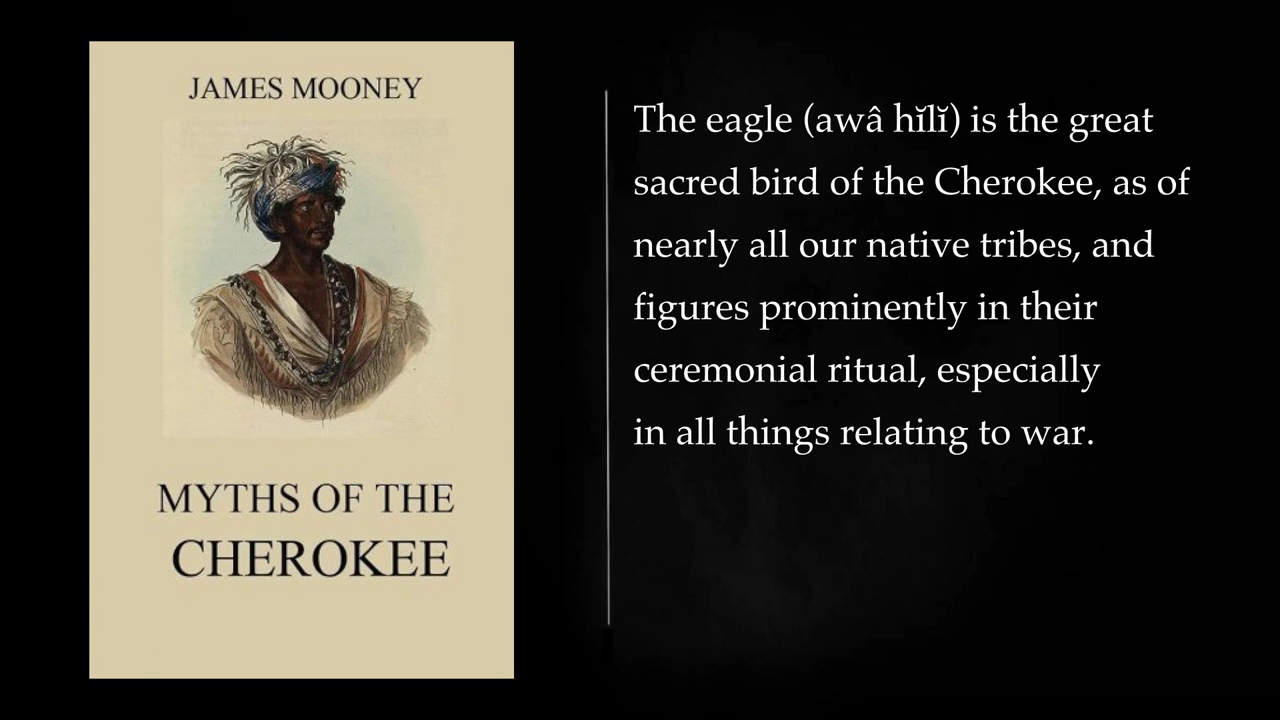 JAMES MOONEY
MYTHS OF THE
CHEROKEE
The eagle (awâ hĭlĭ) is the great
sacred bird of the Cherokee, as of
nearly all our native tribes, and
figures prominently in their
ceremonial ritual, especially
in all things relating to war.